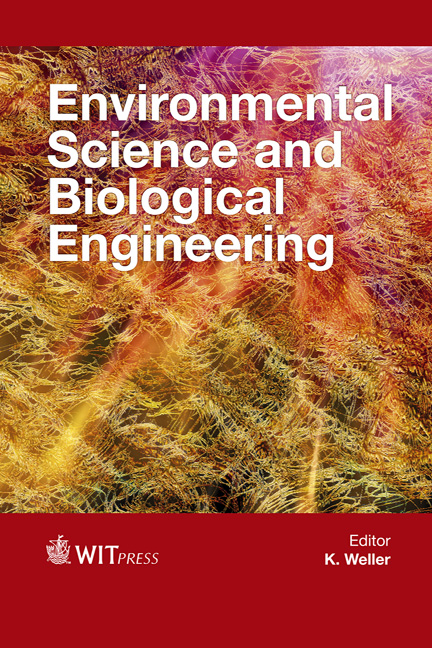 Environmental
Science and
Biological
Engineering
WITPRESS
Editor
K. Weller